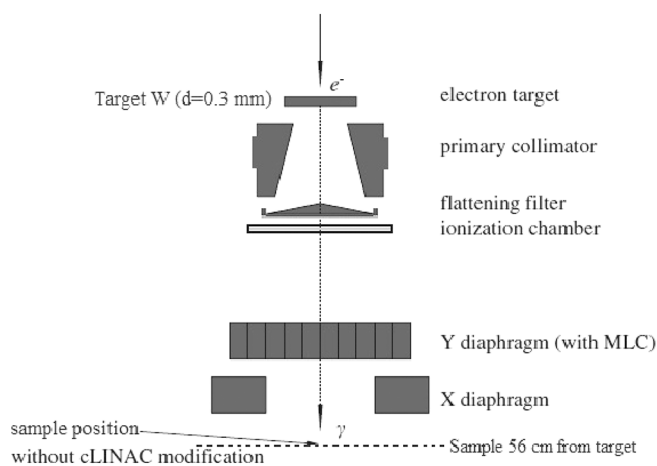 e-
Target W (d=0.3 mm)
electron target
primary collimator
flattening filter
ionization chamber
Y diaphragm (with MLC)
X diaphragm
γ
sample position
without cLINAC modification
Sample 56 cm from target